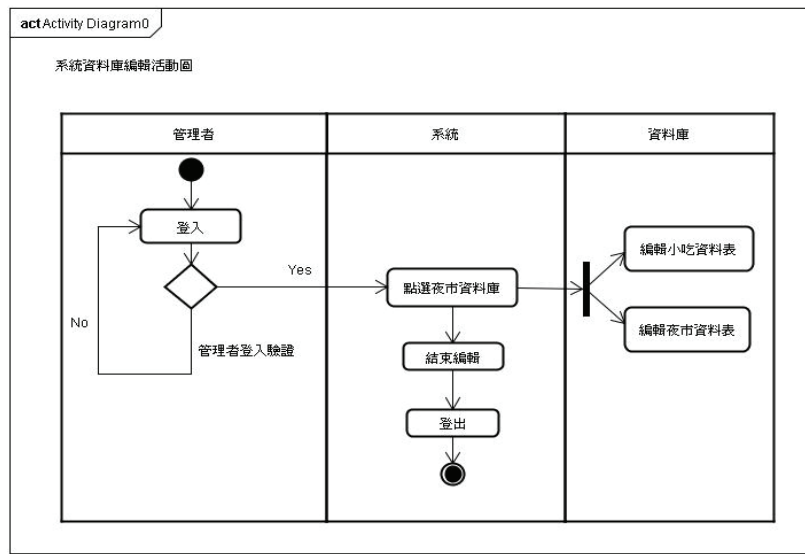 act Activity Diagram0
系統資料庫編輯活動圖
管理者
系統
資料庫
登入
Yes
No
管理者登入驗證
點選夜市資料庫
結束編輯
登出
編輯小吃資料表
編輯夜市資料表